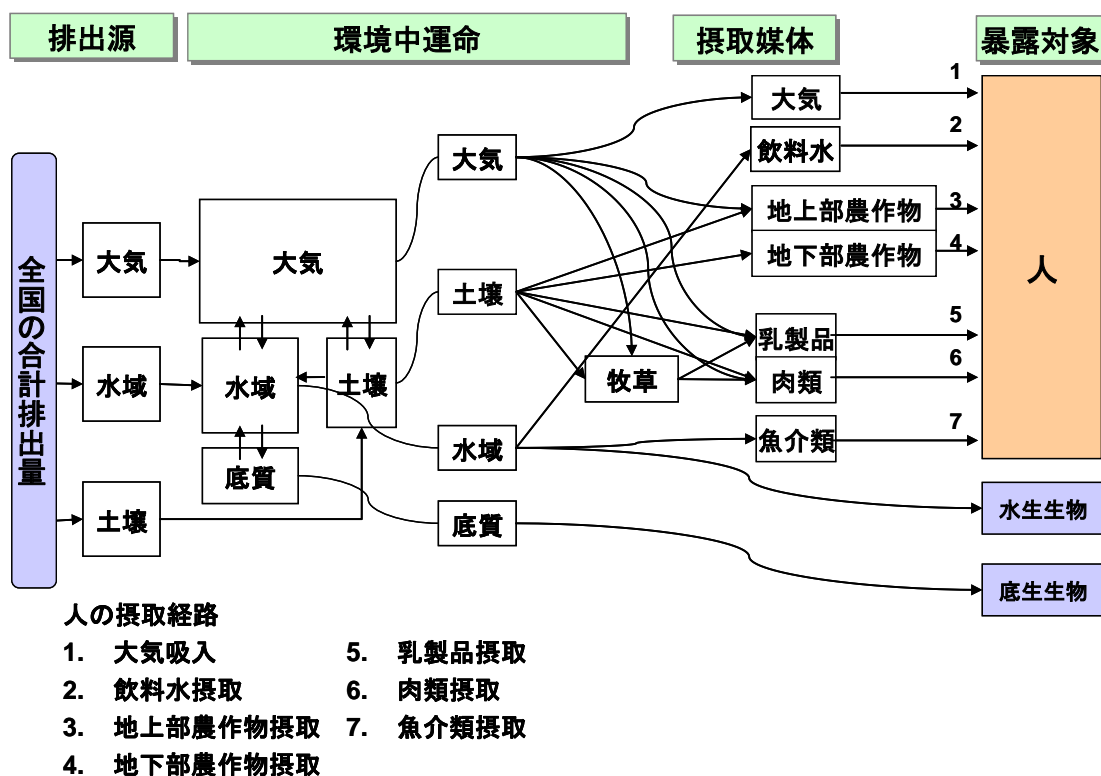 排出源
環境中運命
摂取媒体
暴露対象
全国の合計排出量
大気
水域
土壌
大気
水域
土壌
底質
大気
土壌
水域
底質
牧草
大気
飲料水
地上部農作物
地下部農作物
乳製品
肉類
魚介類
1
2
3
4
5
6
7
人
水生生物
底生生物
人の摂取経路
1. 大気吸入
2. 飲料水摂取
3. 地上部農作物摂取
4. 地下部農作物摂取
5. 乳製品摂取
6. 肉類摂取
7. 魚介類摂取